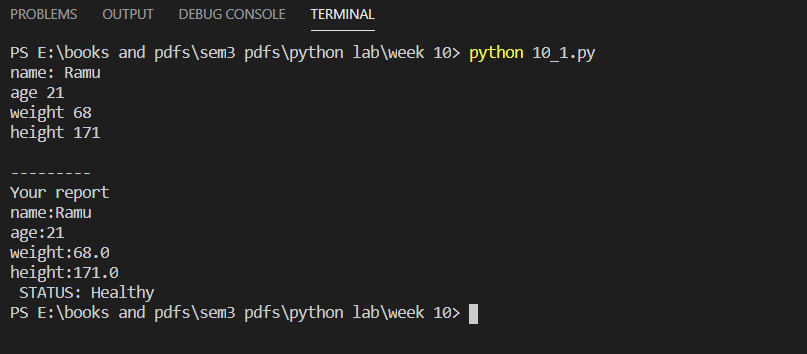 PROBLEMS OUTPUT DEBUG CONSOLE TERMINAL
PS E:\books and pdfs\sem3 pdfs\python lab\week 10> python 10_1.py
name: Ramu
age 21
weight 68
height 171
---------
Your report
name:Ramu
age:21
weight:68.0
height:171.0
 STATUS: Healthy
PS E:\books and pdfs\sem3 pdfs\python lab\week 10>